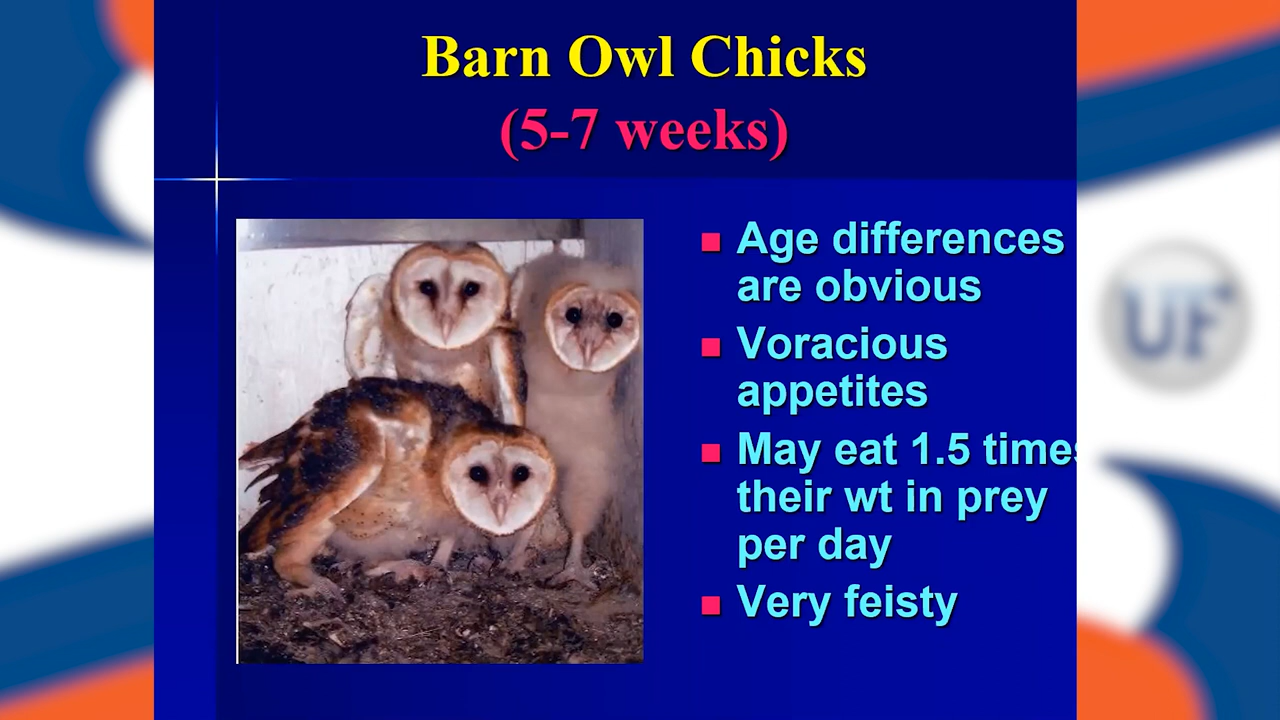 Barn Owl Chicks
(5-7 weeks)
Age differences
are obvious
Voracious
appetites
May eat 1.5 times
their wt in prey
per day
Very feisty
UF